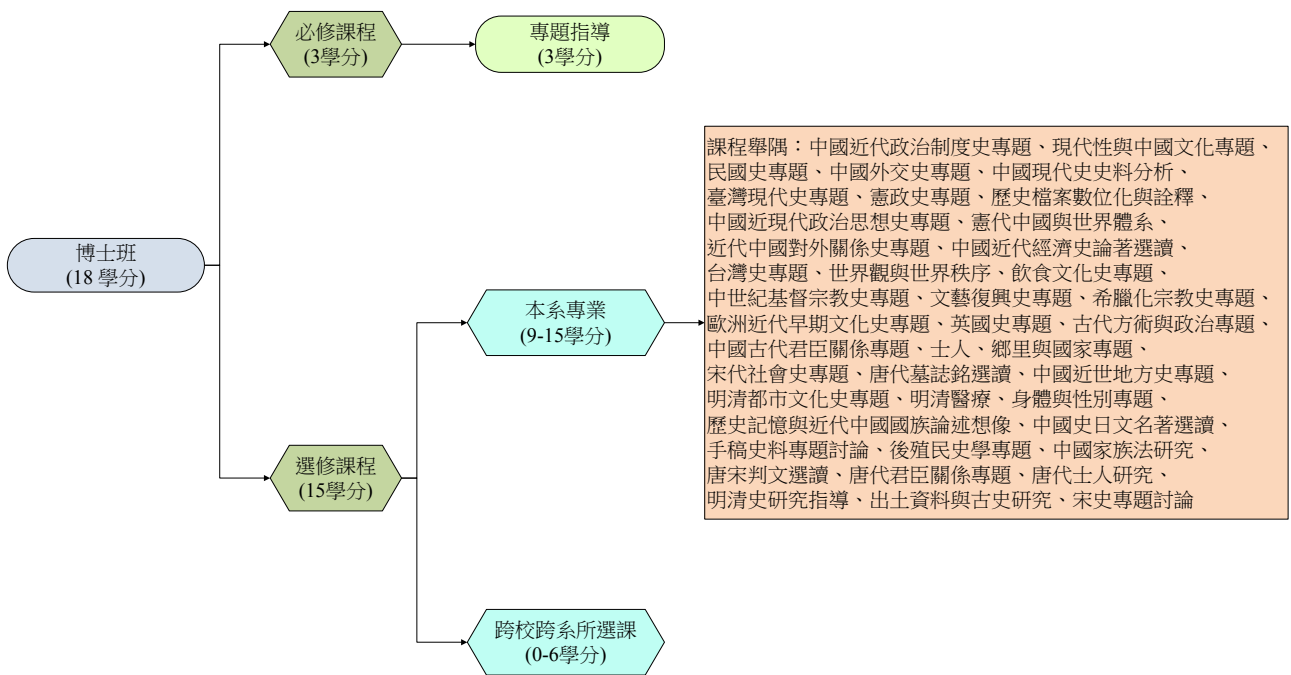 必修課程
(3學分)
專題指導
(3學分)
博士班
(18 學分)
本系專業
(9-15學分)
選修課程
(15學分)
跨校跨系所選課
(0-6學分)
課程舉隅：中國近代政治制度史專題、現代性與中國文化專題、
民國史專題、中國外交史專題、中國現代史史料分析、
臺灣現代史專題、憲政史專題、歷史檔案數位化與詮釋、
中國近現代政治思想史專題、憲代中國與世界體系、
近代中國對外關係史專題、中國近代經濟史論著選讀、
台灣史專題、世界觀與世界秩序、飲食文化史專題、
中世紀基督宗教史專題、文藝復興史專題、希臘化宗教史專題、
歐洲近代早期文化史專題、英國史專題、古代方術與政治專題、
中國古代君臣關係專題、士人、鄉里與國家專題、
宋代社會史專題、唐代墓誌銘選讀、中國近世地方史專題、
明清都市文化史專題、明清醫療、身體與性別專題、
歷史記憶與近代中國國族論述想像、中國史日文名著選讀、
手稿史料專題討論、後殖民史學專題、中國家族法研究、
唐宋判文選讀、唐代君臣關係專題、唐代士人研究、
明清史研究指導、出土資料與古史研究、宋史專題討論